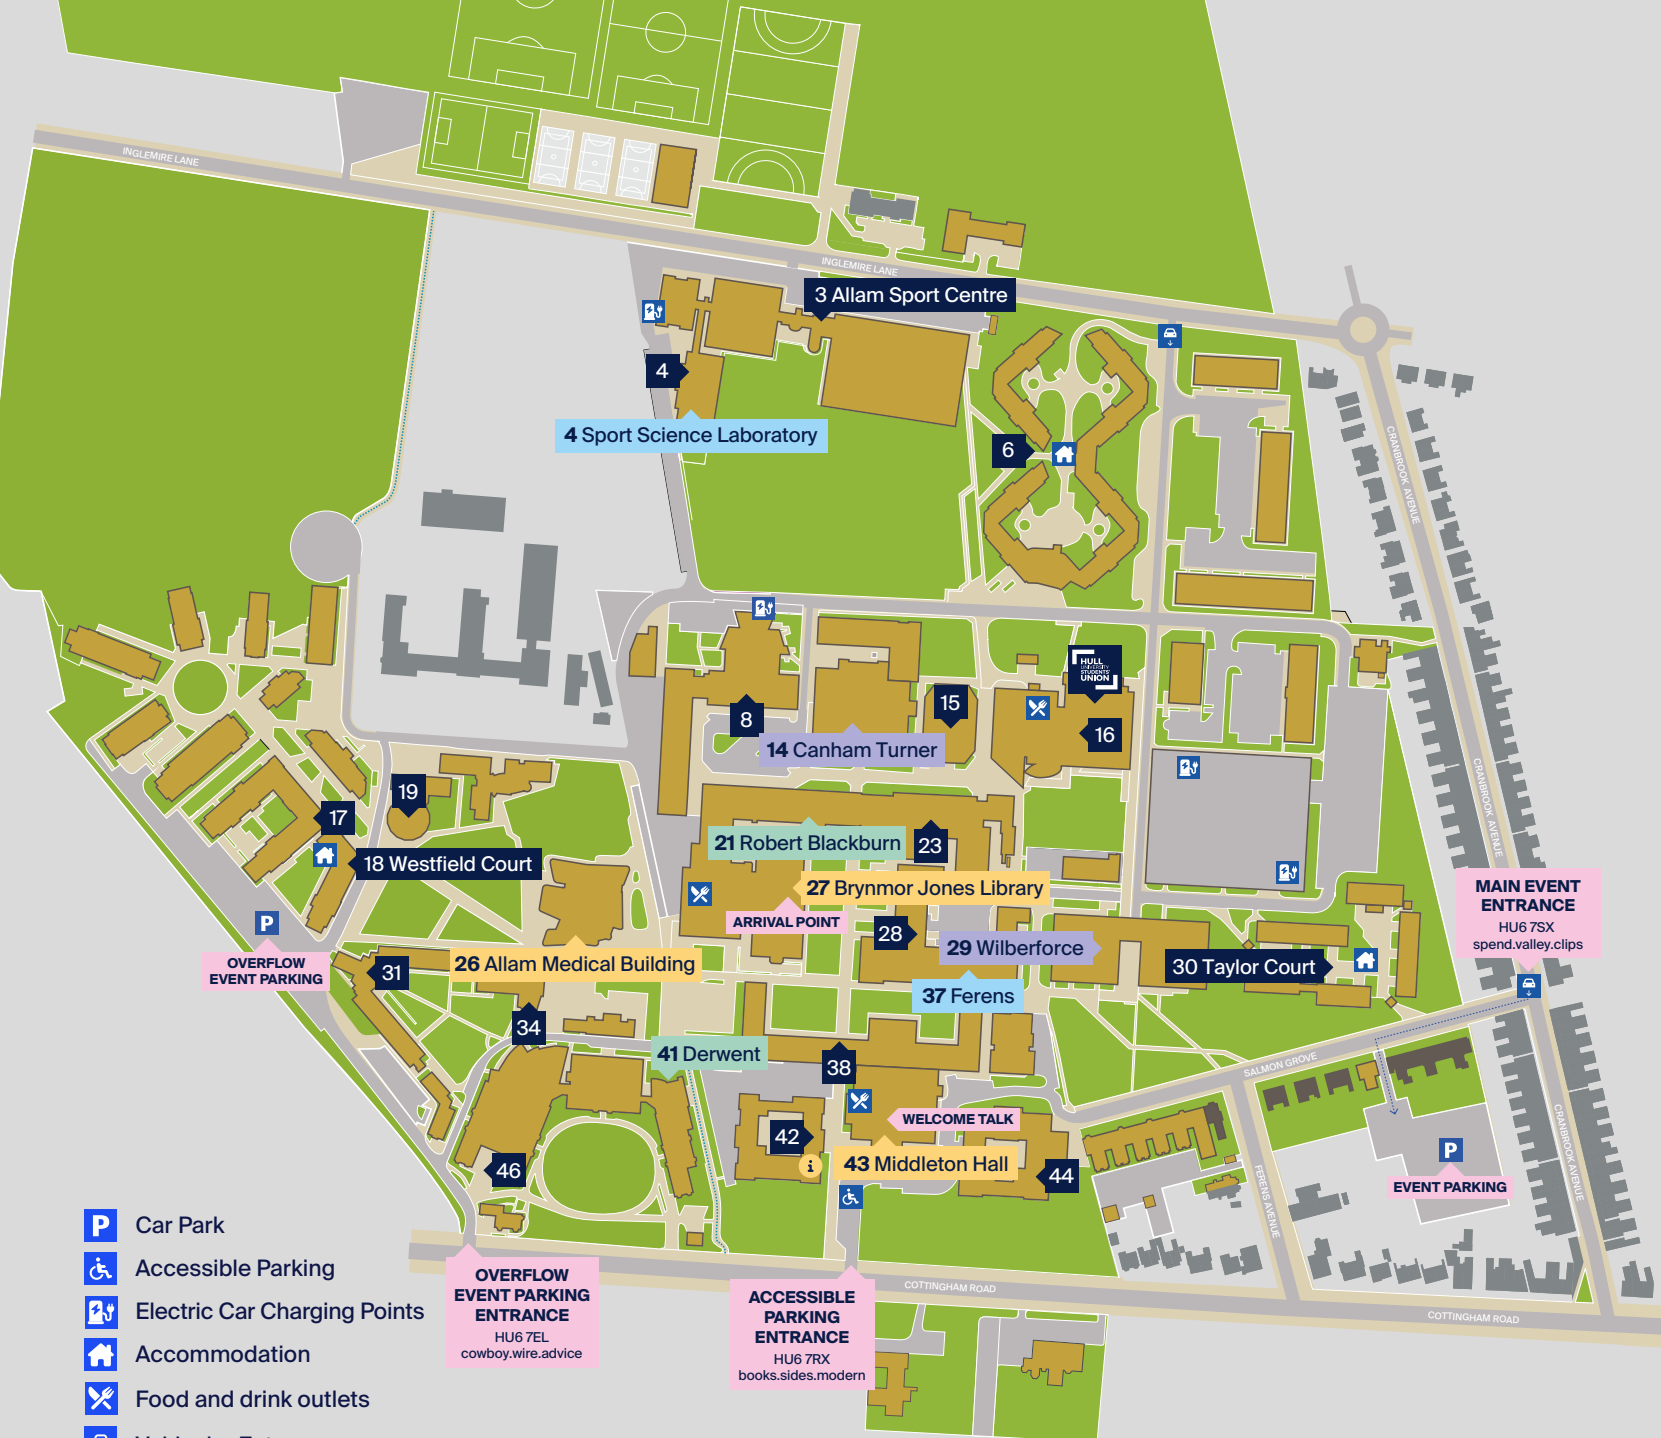 INGLEMIRE LANE
INGLEMIRE LANE
3 Allam Sport Centre
4
4 Sport Science Laboratory
6
CRANBROOK AVENUE
HULL
UNIVERSITY
STUDENTS'
UNION
8
15
16
14 Canham Turner
19
17
18 Westfield Court
21 Robert Blackburn
23
CRANBROOK AVENUE
27 Brynmor Jones Library
ARRIVAL POINT
28
29 Wilberforce
30 Taylor Court
MAIN EVENT
ENTRANCE
HU6 7SX
spend.valley.clips
P
OVERFLOW
EVENT PARKING
26 Allam Medical Building
31
37 Ferens
34
41 Derwent
38
SALMON GROVE
WELCOME TALK
42
i
43 Middleton Hall
44
46
P
EVENT PARKING
FERENS AVENUE
CRANBROOK AVENUE
P Car Park
Accessible Parking
Electric Car Charging Points
Accommodation
Food and drink outlets
OVERFLOW
EVENT PARKING
ENTRANCE
HU6 7EL
cowboy.wire.advice
ACCESSIBLE
PARKING
ENTRANCE
HU6 7RX
books.sides.modern
COTTINGHAM ROAD
COTTINGHAM ROAD